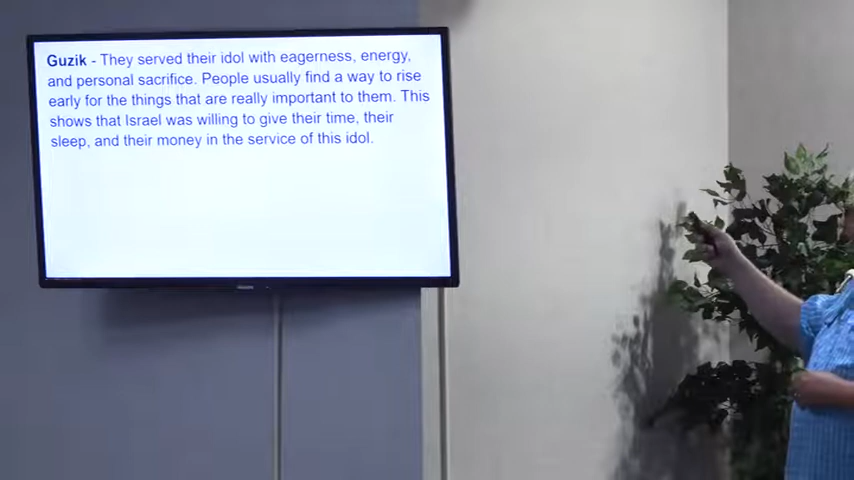 Guzik - They served their idol with eagerness, energy,
and personal sacrifice. People usually find a way to rise
early for the things that are really important to them. This
shows that Israel was willing to give their time, their
sleep, and their money in the service of this idol.